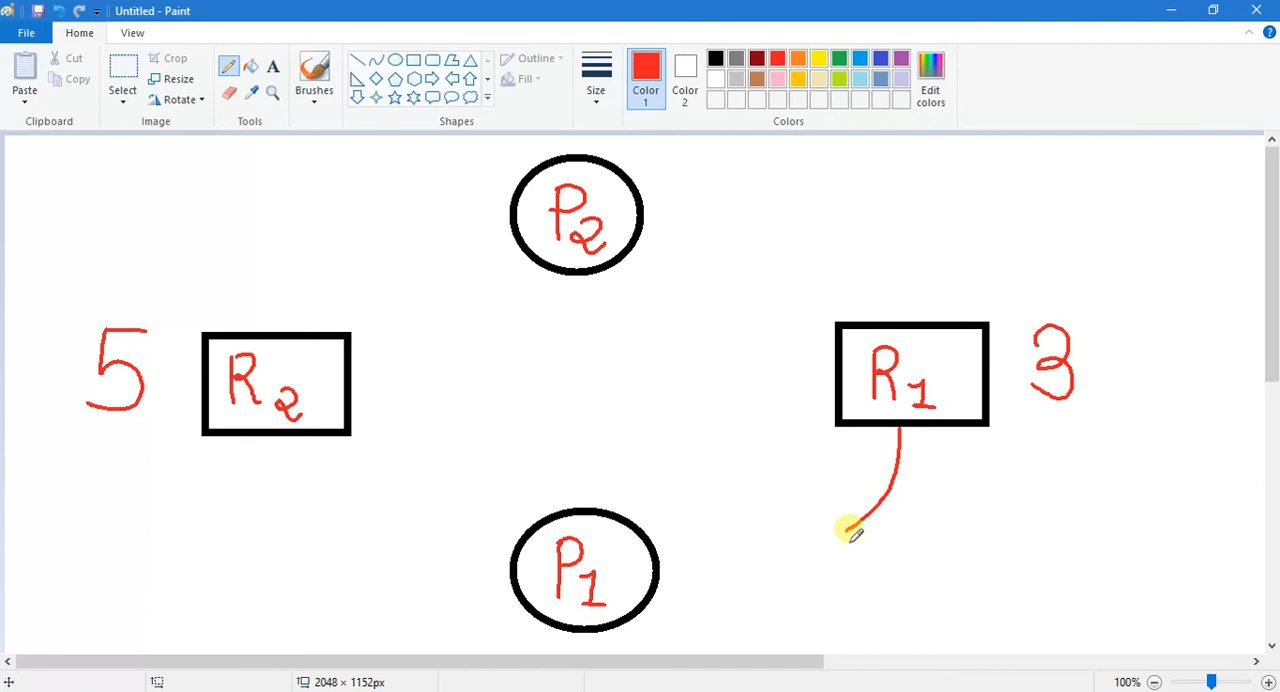 Untitled - Paint
File Home View
Paste
Cut
Copy
Clipboard
Select
Crop
Resize
Rotate
Image
A
Tools
Brushes
Outline
Fill
Shapes
Size
Color 1
Color 2
Edit colors
Colors
P2
5
R2
R1
3
P1
2048 × 1152px
100%